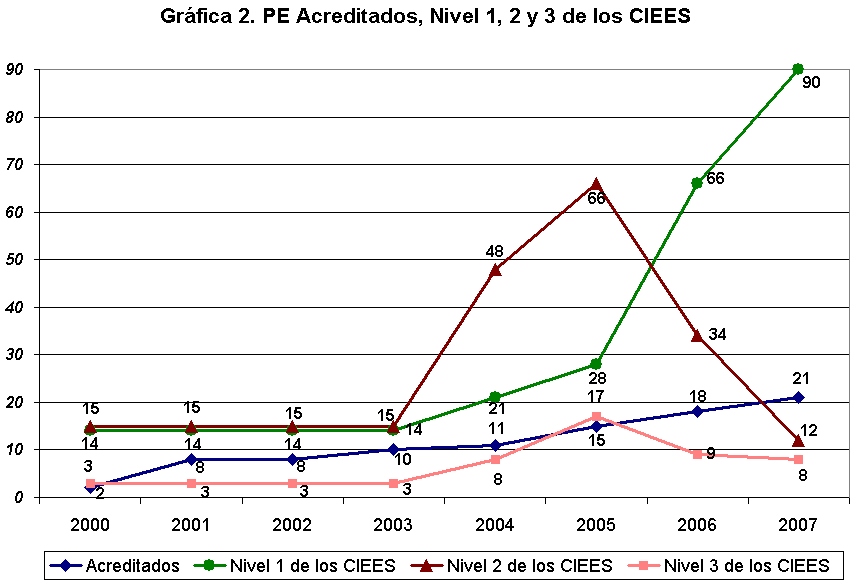 Gráfica 2. PE Acreditados, Nivel 1, 2 y 3 de los CIEES
90
90
80
70
66
66
60
50
48
40
34
30
28
21
20
15 15 15 15 21 17 18
14 14 14 14 11 15 12
10
3 8 8 10 8 9 8
0
2 3 3 3
2000 2001 2002 2003 2004 2005 2006 2007
Acreditados Nivel 1 de los CIEES Nivel 2 de los CIEES Nivel 3 de los CIEES